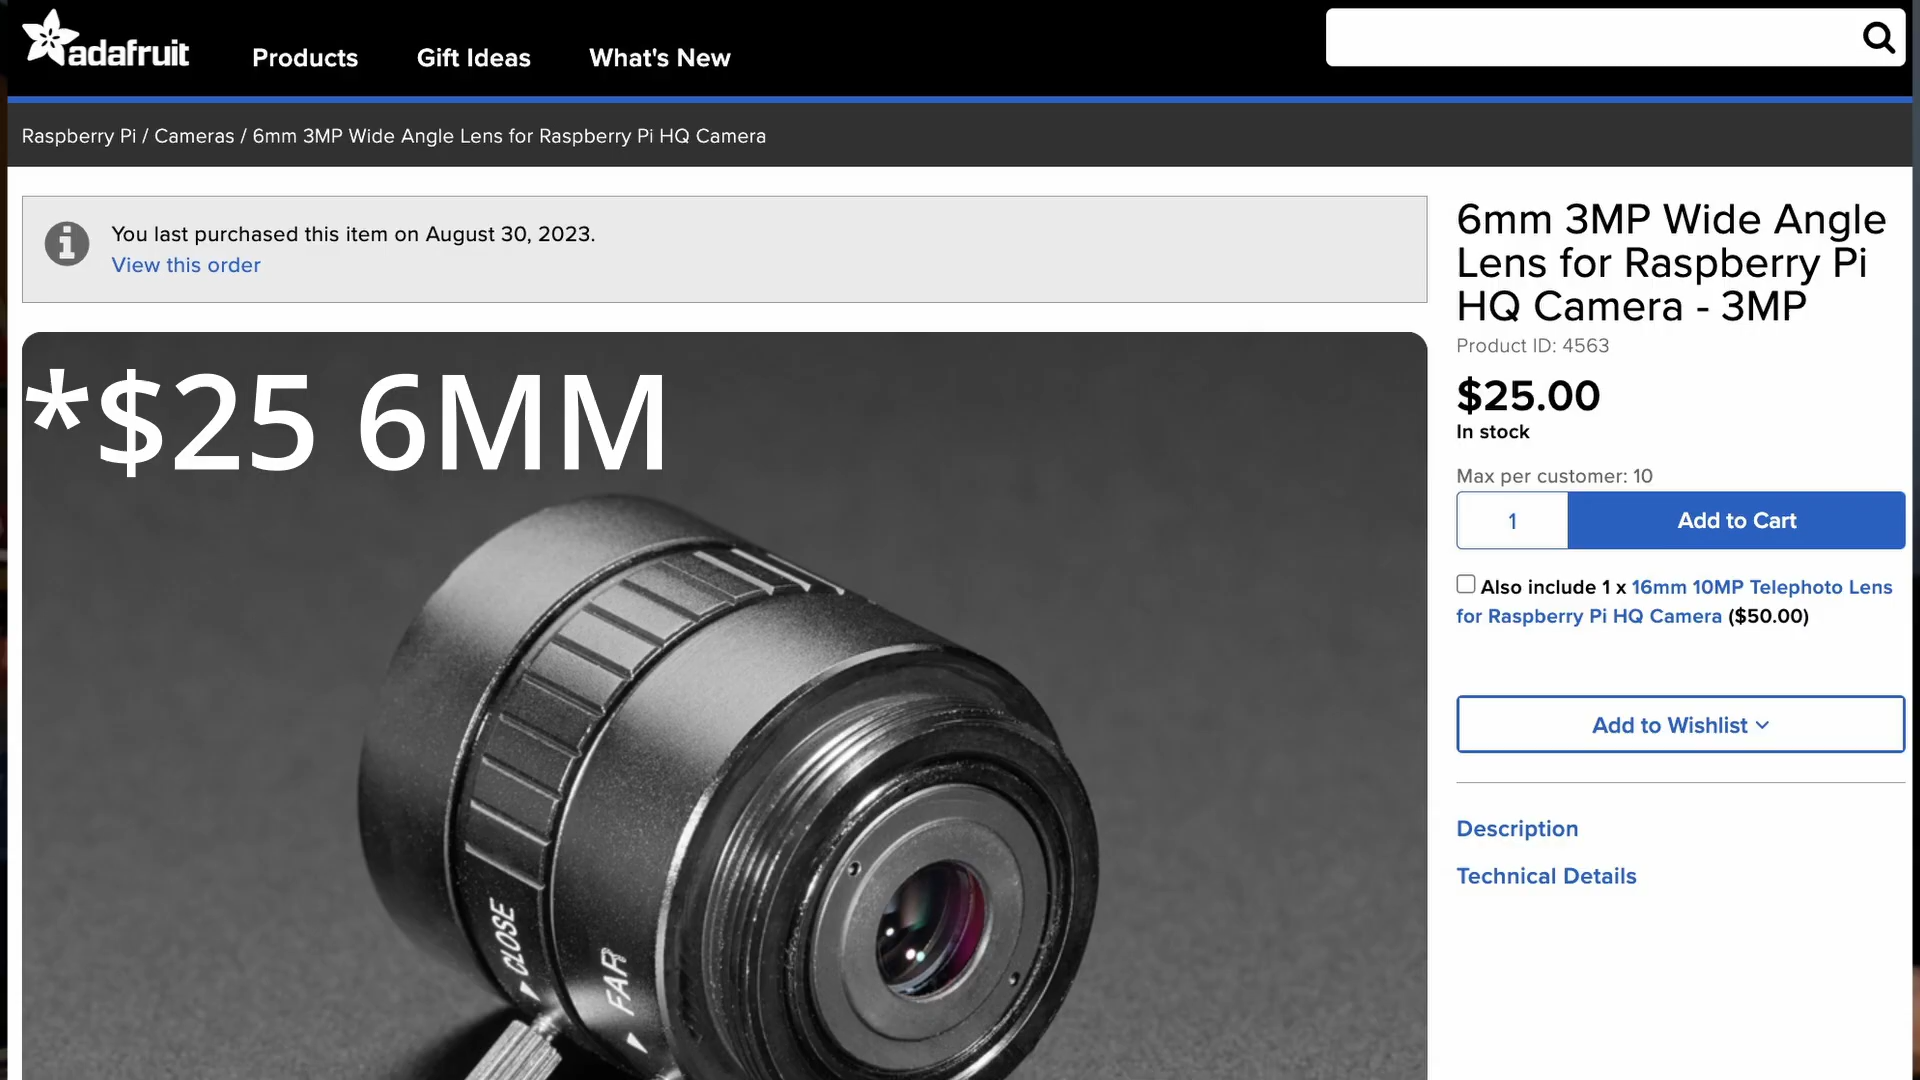 adafruit
Products
Gift Ideas
What's New
Raspberry Pi / Cameras / 6mm 3MP Wide Angle Lens for Raspberry Pi HQ Camera
You last purchased this item on August 30, 2023.
View this order
*$25 6MM
CLOSE
FAR
6mm 3MP Wide Angle
Lens for Raspberry Pi
HQ Camera - 3MP
Product ID: 4563
$25.00
In stock
Max per customer: 10
1
Add to Cart
Also include 1 x 16mm 10MP Telephoto Lens
for Raspberry Pi HQ Camera ($50.00)
Add to Wishlist
Description
Technical Details